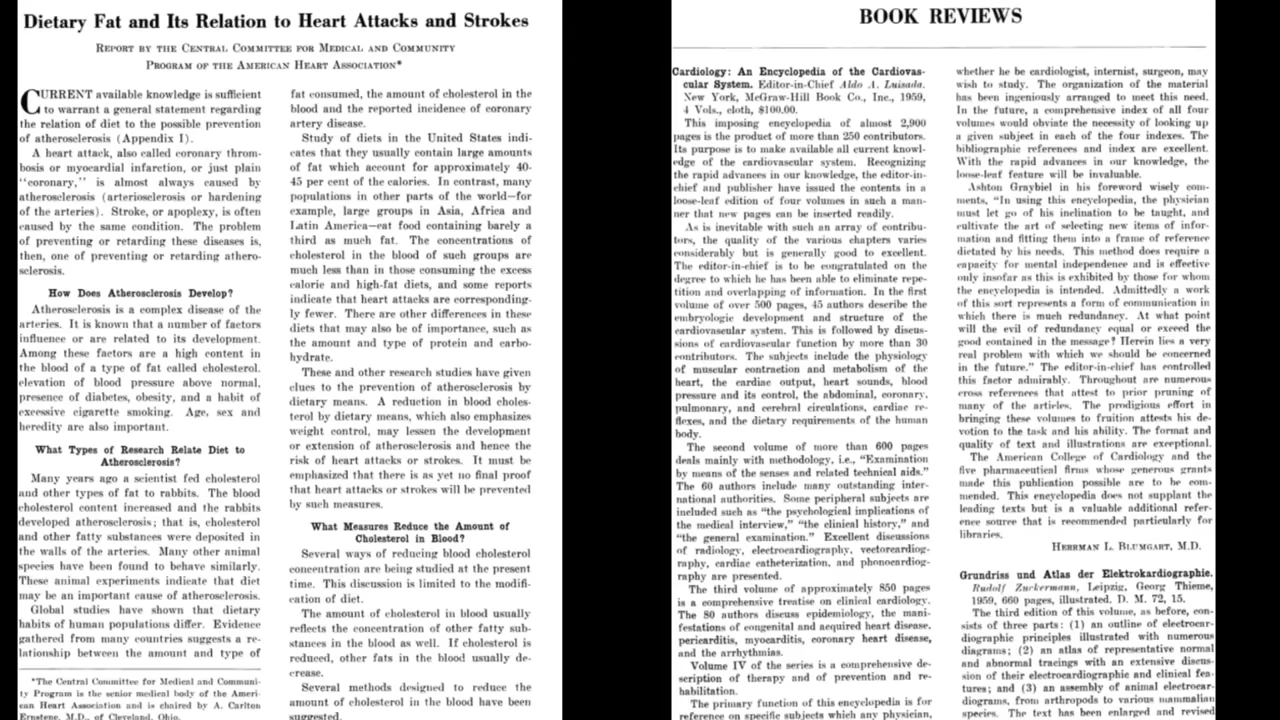 Dietary Fat and Its Relation to Heart Attacks and Strokes
REPORT BY THE CENTRAL COMMITTEE FOR MEDICAL AND COMMUNITY
PROGRAM OF THE AMERICAN HEART ASSOCIATION*
CURRENT available knowledge is sufficient
to warrant a general statement regarding
the relation of diet to the possible prevention
of atherosclerosis (Appendix I).
A heart attack, also called coronary throm-
bosis or myocardial infarction, or just plain
"coronary," is almost always caused by
atherosclerosis (arteriosclerosis or hardening
of the arteries). Stroke, or apoplexy, is often
caused by the same condition. The problem
of preventing or retarding these diseases is,
then, one of preventing or retarding athero-
sclerosis.
How Does Atherosclerosis Develop?
Atherosclerosis is a complex disease of the
arteries. It is known that a number of factors
influence or are related to its development.
Among these factors are a high content in
the blood of a type of fat called cholesterol,
elevation of blood pressure above normal,
presence of diabetes, obesity, and a habit of
excessive cigarette smoking. Age, sex and
heredity are also important.
What Types of Research Relate Diet to
Atherosclerosis?
Many years ago a scientist fed cholesterol
and other types of fat to rabbits. The blood
cholesterol content increased and the rabbits
developed atherosclerosis; that is, cholesterol
and other fatty substances were deposited in
the walls of the arteries. Many other animal
species have been found to behave similarly.
These animal experiments indicate that diet
may be an important cause of atherosclerosis.
Global studies have shown that dietary
habits of human populations differ. Evidence
gathered from many countries suggests a re-
lationship between the amount and type of
*The Central Committee for Medical and Communi-
ty Program is the senior medical body of the Ameri-
can Heart Association and is chaired by A. Carlton
Ernstene, M.D., of Cleveland, Ohio.
fat consumed, the amount of cholesterol in the
blood and the reported incidence of coronary
artery disease.
Study of diets in the United States indi-
cates that they usually contain large amounts
of fat which account for approximately 40-
45 per cent of the calories. In contrast, many
populations in other parts of the world—for
example, large groups in Asia, Africa and
Latin America—eat food containing barely a
third as much fat. The concentrations of
cholesterol in the blood of such groups are
much less than in those consuming the excess
calorie and high-fat diets, and some reports
indicate that heart attacks are corresponding-
ly fewer. There are other differences in these
diets that may also be of importance, such as
the amount and type of protein and carbo-
hydrate.
These and other research studies have given
clues to the prevention of atherosclerosis by
dietary means. A reduction in blood choles-
terol by dietary means, which also emphasizes
weight control, may lessen the development
or extension of atherosclerosis and hence the
risk of heart attacks or strokes. It must be
emphasized that there is as yet no final proof
that heart attacks or strokes will be prevented
by such measures.
What Measures Reduce the Amount of
Cholesterol in Blood?
Several ways of reducing blood cholesterol
concentration are being studied at the present
time. This discussion is limited to the modifi-
cation of diet.
The amount of cholesterol in blood usually
reflects the concentration of other fatty sub-
stances in the blood as well. If cholesterol is
reduced, other fats in the blood usually de-
crease.
Several methods designed to reduce the
amount of cholesterol in the blood have been
suggested.
BOOK REVIEWS
Cardiology: An Encyclopedia of the Cardiovas-
cular System. Editor-in-Chief Aldo A. Luisada.
New York, McGraw-Hill Book Co., Inc., 1959,
4 Vols., cloth, $100.00.
This imposing encyclopedia of almost 2,900
pages is the product of more than 250 contributors.
Its purpose is to make available all current knowl-
edge of the cardiovascular system. Recognizing
the rapid advances in our knowledge, the editor-in-
chief and publisher have issued the contents in a
loose-leaf edition of four volumes in such a man-
ner that new pages can be inserted readily.
As is inevitable with such an array of contribu-
tors, the quality of the various chapters varies
considerably but is generally good to excellent.
The editor-in-chief is to be congratulated on the
degree to which he has been able to eliminate repe-
tition and overlapping of information. In the first
volume of over 500 pages, 45 authors describe the
embryologic development and structure of the
cardiovascular system. This is followed by discus-
sions of cardiovascular function by more than 30
contributors. The subjects include the physiology
of muscular contraction and metabolism of the
heart, the cardiac output, heart sounds, blood
pressure and its control, the abdominal, coronary,
pulmonary, and cerebral circulations, cardiac re-
flexes, and the dietary requirements of the human
body.
The second volume of more than 600 pages
deals mainly with methodology, i.e., "Examination
by means of the senses and related technical aids."
The 60 authors include many outstanding inter-
national authorities. Some peripheral subjects are
included such as "the psychological implications of
the medical interview," "the clinical history," and
"the general examination." Excellent discussions
of radiology, electrocardiography, vectorcardiog-
raphy, cardiac catheterization, and phonocardiog-
raphy are presented.
The third volume of approximately 850 pages
is a comprehensive treatise on clinical cardiology.
The 80 authors discuss epidemiology, the mani-
festations of congenital and acquired heart disease,
pericarditis, myocarditis, coronary heart disease,
and the arrhythmias.
Volume IV of the series is a comprehensive de-
scription of therapy and of prevention and re-
habilitation.
The primary function of this encyclopedia is for
reference on specific subjects which any physician,
whether he be cardiologist, internist, surgeon, may
wish to study. The organization of the material
has been ingeniously arranged to meet this need.
In the future, a comprehensive index of all four
volumes would obviate the necessity of looking up
a given subject in each of the four indexes. The
bibliographic references and index are excellent.
With the rapid advances in our knowledge, the
loose-leaf feature will be invaluable.
Ashton Graybiel in his foreword wisely com-
ments, "In using this encyclopedia, the physician
must let go of his inclination to be taught, and
cultivate the art of selecting new items of infor-
mation and fitting them into a frame of reference
dictated by his needs. This method does require a
capacity for mental independence and is effective
only insofar as this is exhibited by those for whom
the encyclopedia is intended. Admittedly a work
of this sort represents a form of communication in
which there is much redundancy. At what point
will the evil of redundancy equal or exceed the
good contained in the message? Herein lies a very
real problem with which we should be concerned
in the future." The editor-in-chief has controlled
this factor admirably. Throughout are numerous
cross references that attest to prior pruning of
many of the articles. The prodigious effort in
bringing these volumes to fruition attests his de-
votion to the task and his ability. The format and
quality of text and illustrations are exceptional.
The American College of Cardiology and the
five pharmaceutical firms whose generous grants
made this publication possible are to be com-
mended. This encyclopedia does not supplant the
leading texts but is a valuable additional refer-
ence source that is recommended particularly for
libraries.
HERRMAN L. BLUMGART, M.D.
Grundriss und Atlas der Elektrokardiographie.
Rudolf Zuckermann, Leipzig, Georg Thieme,
1959, 660 pages, illustrated, D. M. 72, 15.
The third edition of this volume, as before, con-
sists of three parts: (1) an outline of electrocar-
diographic principles illustrated with numerous
diagrams; (2) an atlas of representative normal
and abnormal tracings with an extensive discus-
sion of their electrocardiographic and clinical fea-
tures; and (3) an assembly of animal electrocar-
diograms, from arthropods to various mammalian
species. The text has been enlarged and revised